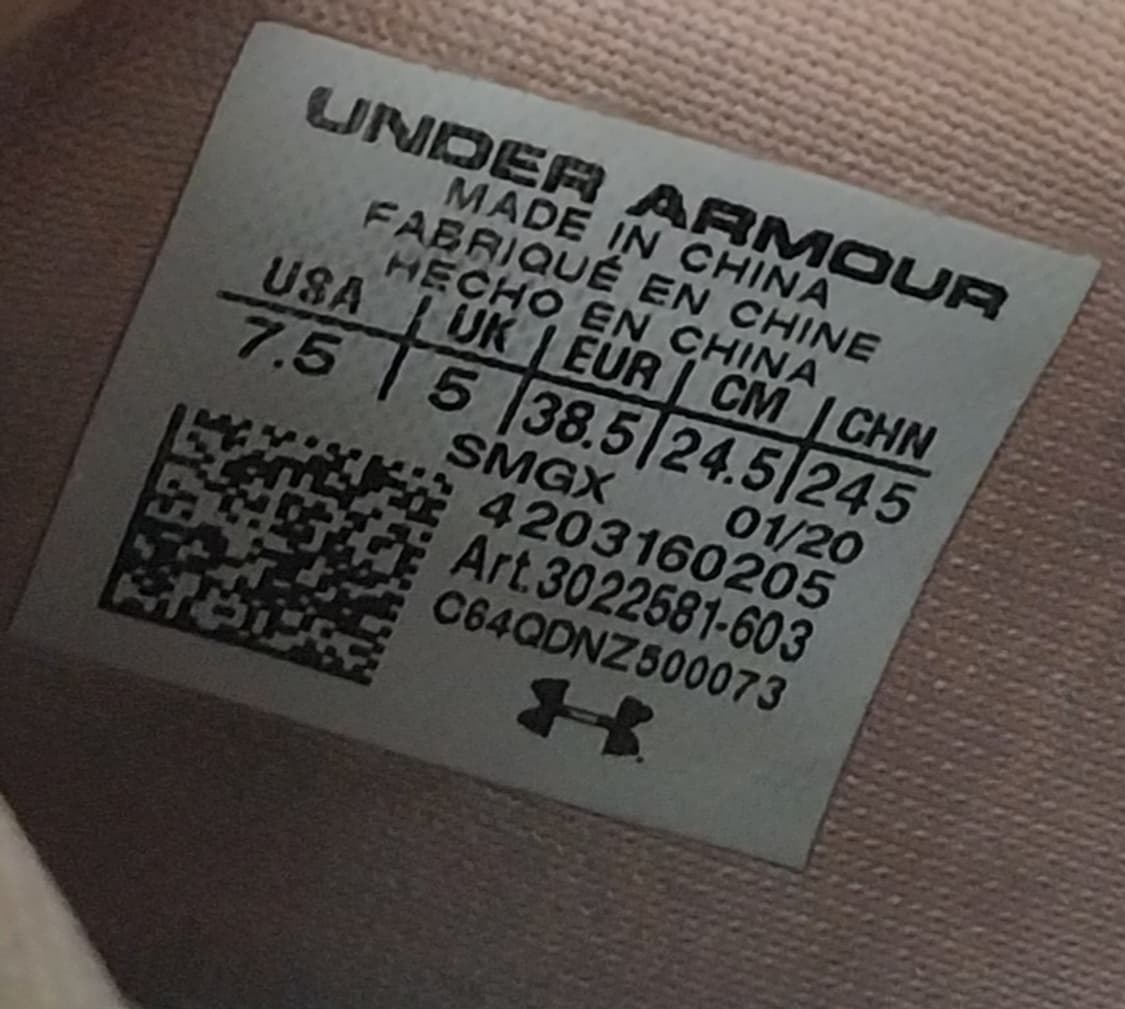 UNDER ARMOUR
MADE IN CHINA
FABRIQUÉ EN CHINE
HECHO EN CHINA
USA | UK | EUR | CM | CHN
7.5 | 5 | 38.5 | 24.5 | 245
SMGX 01/20
4203160205
Art.3022581-603
C64QDNZ500073